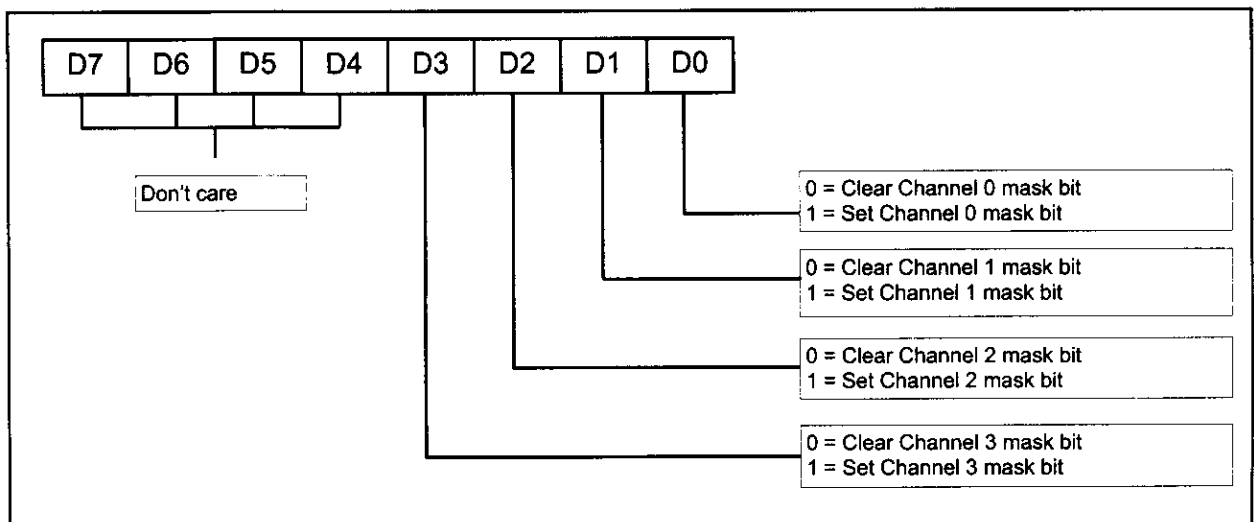 D7 D6 D5 D4 D3 D2 D1 D0
Don't care
0 = Clear Channel 0 mask bit
1 = Set Channel 0 mask bit
0 = Clear Channel 1 mask bit
1 = Set Channel 1 mask bit
0 = Clear Channel 2 mask bit
1 = Set Channel 2 mask bit
0 = Clear Channel 3 mask bit
1 = Set Channel 3 mask bit